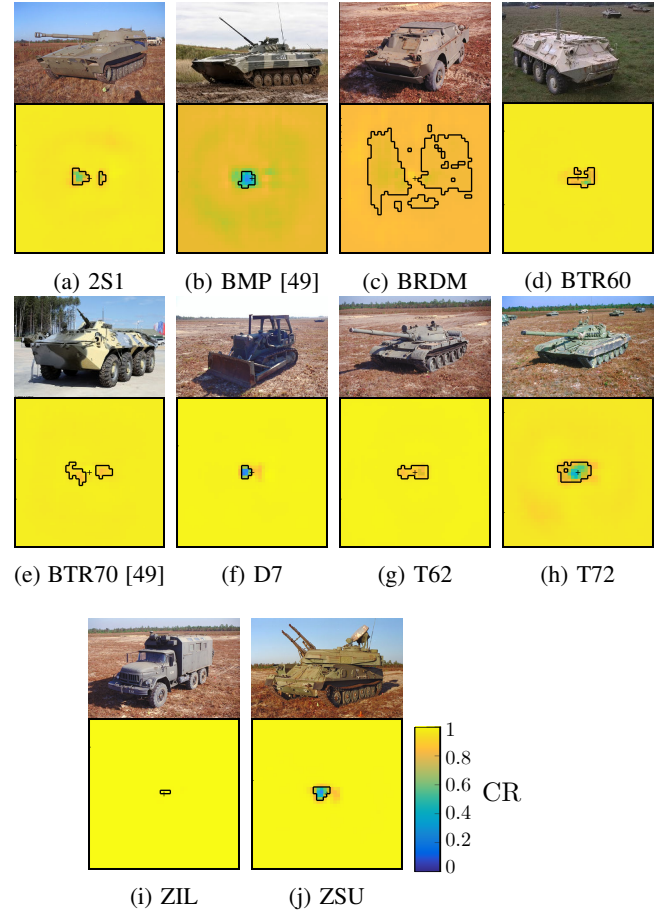 (a) 2S1 (b) BMP [49] (c) BRDM (d) BTR60
(e) BTR70 [49] (f) D7 (g) T62 (h) T72
1
0.8
0.6
0.4
0.2
0
CR
(i) ZIL (j) ZSU